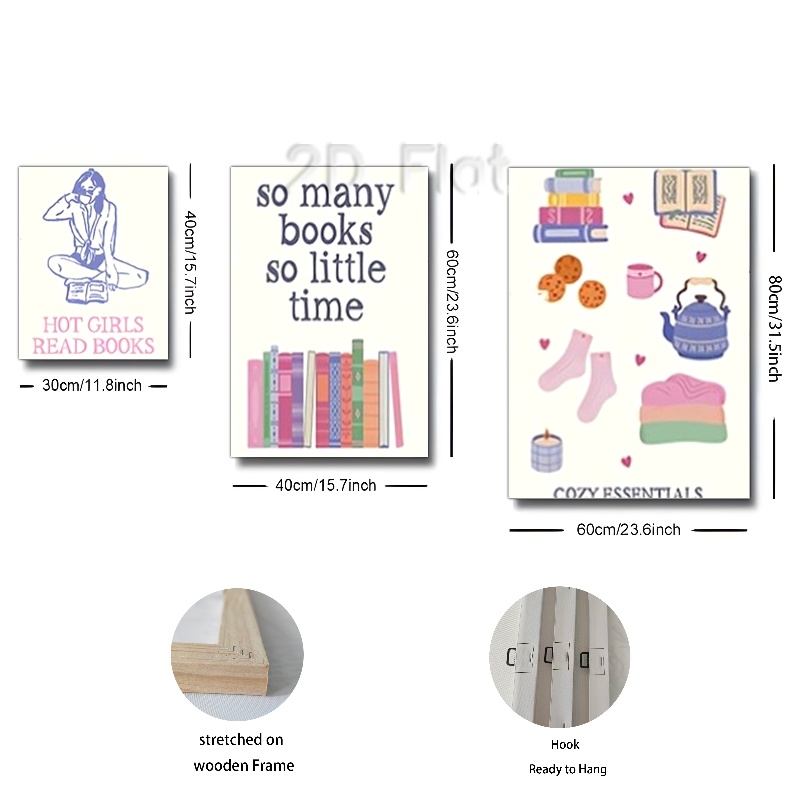 2D Flat
HOT GIRLS
READ BOOKS
40cm/15.7inch
30cm/11.8inch
so many
books
so little
time
60cm/23.6inch
40cm/15.7inch
COZY ESSENTIALS
80cm/31.5inch
60cm/23.6inch
stretched on
wooden Frame
Hook
Ready to Hang